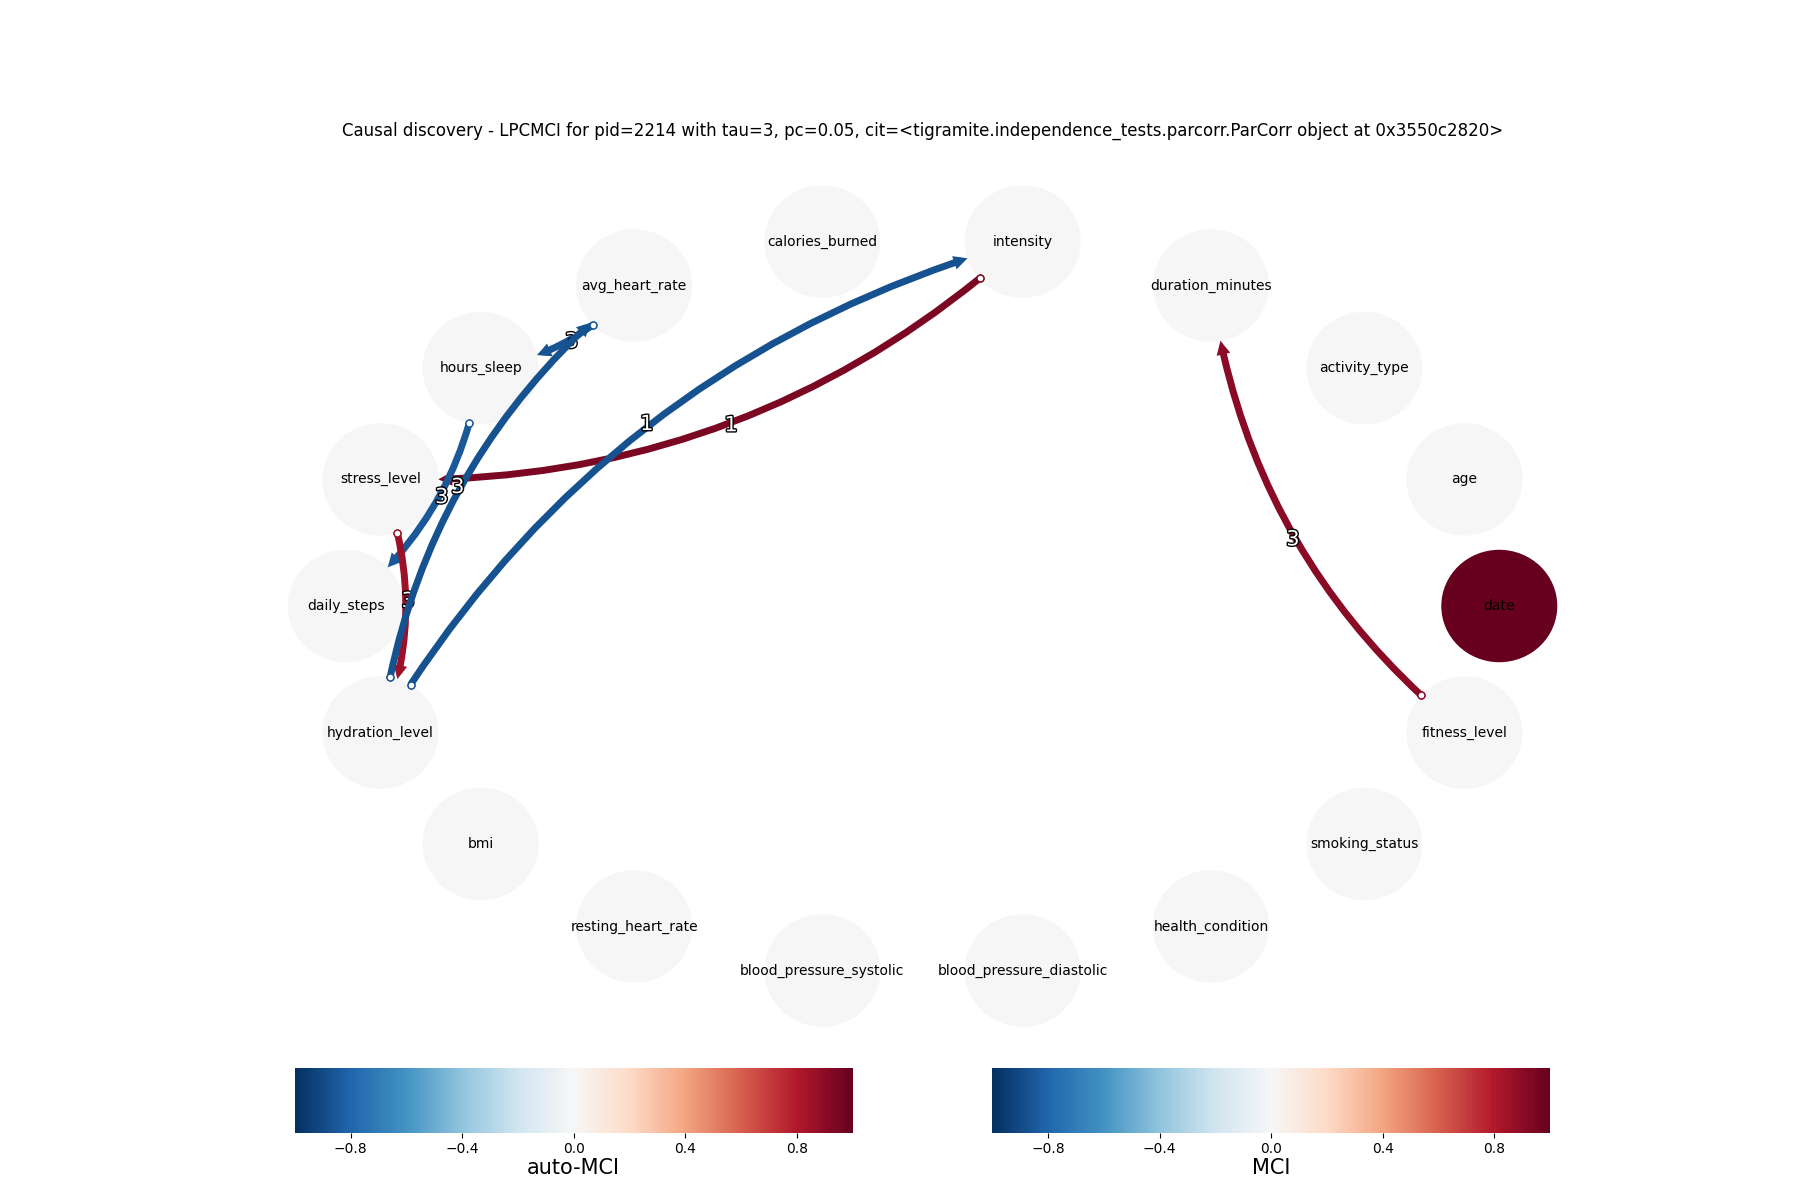 Causal discovery - LPCMCI for pid=2214 with tau=3, pc=0.05, cit=<tigramite.independence_tests.parcorr.ParCorr object at 0x3550c2820>
calories_burned
intensity
avg_heart_rate
duration_minutes
3
hours_sleep
activity_type
1
1
stress_level
age
3
3
3
daily_steps
3
date
hydration_level
fitness_level
bmi
smoking_status
resting_heart_rate
health_condition
blood_pressure_systolic
blood_pressure_diastolic
−0.8 −0.4 0.0 0.4 0.8
auto-MCI
−0.8 −0.4 0.0 0.4 0.8
MCI